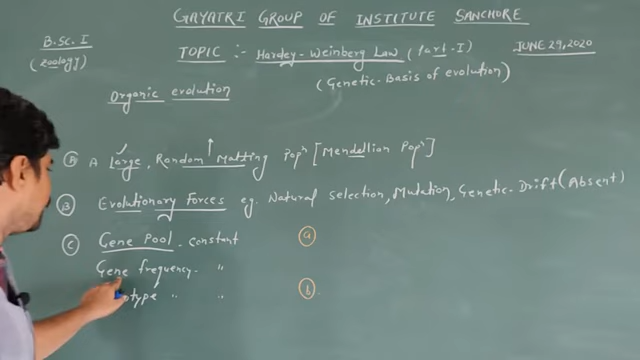 GAYATRI GROUP OF INSTITUTE SANCHORE
B.Sc. I
(zoology)
TOPIC :- Hardey-Weinberg Law (Part-I)
JUNE 29, 2020
(Genetic-Basis of evolution)
Organic evolution
(A) A Large, Random Matting Popⁿ [Mendellian Popⁿ]
(B) Evolutionary Forces eg. Natural selection, Mutation, Genetic-Drift (Absent)
(C) Gene Pool - constant (a)
Gene frequency - "
otype " " (b)